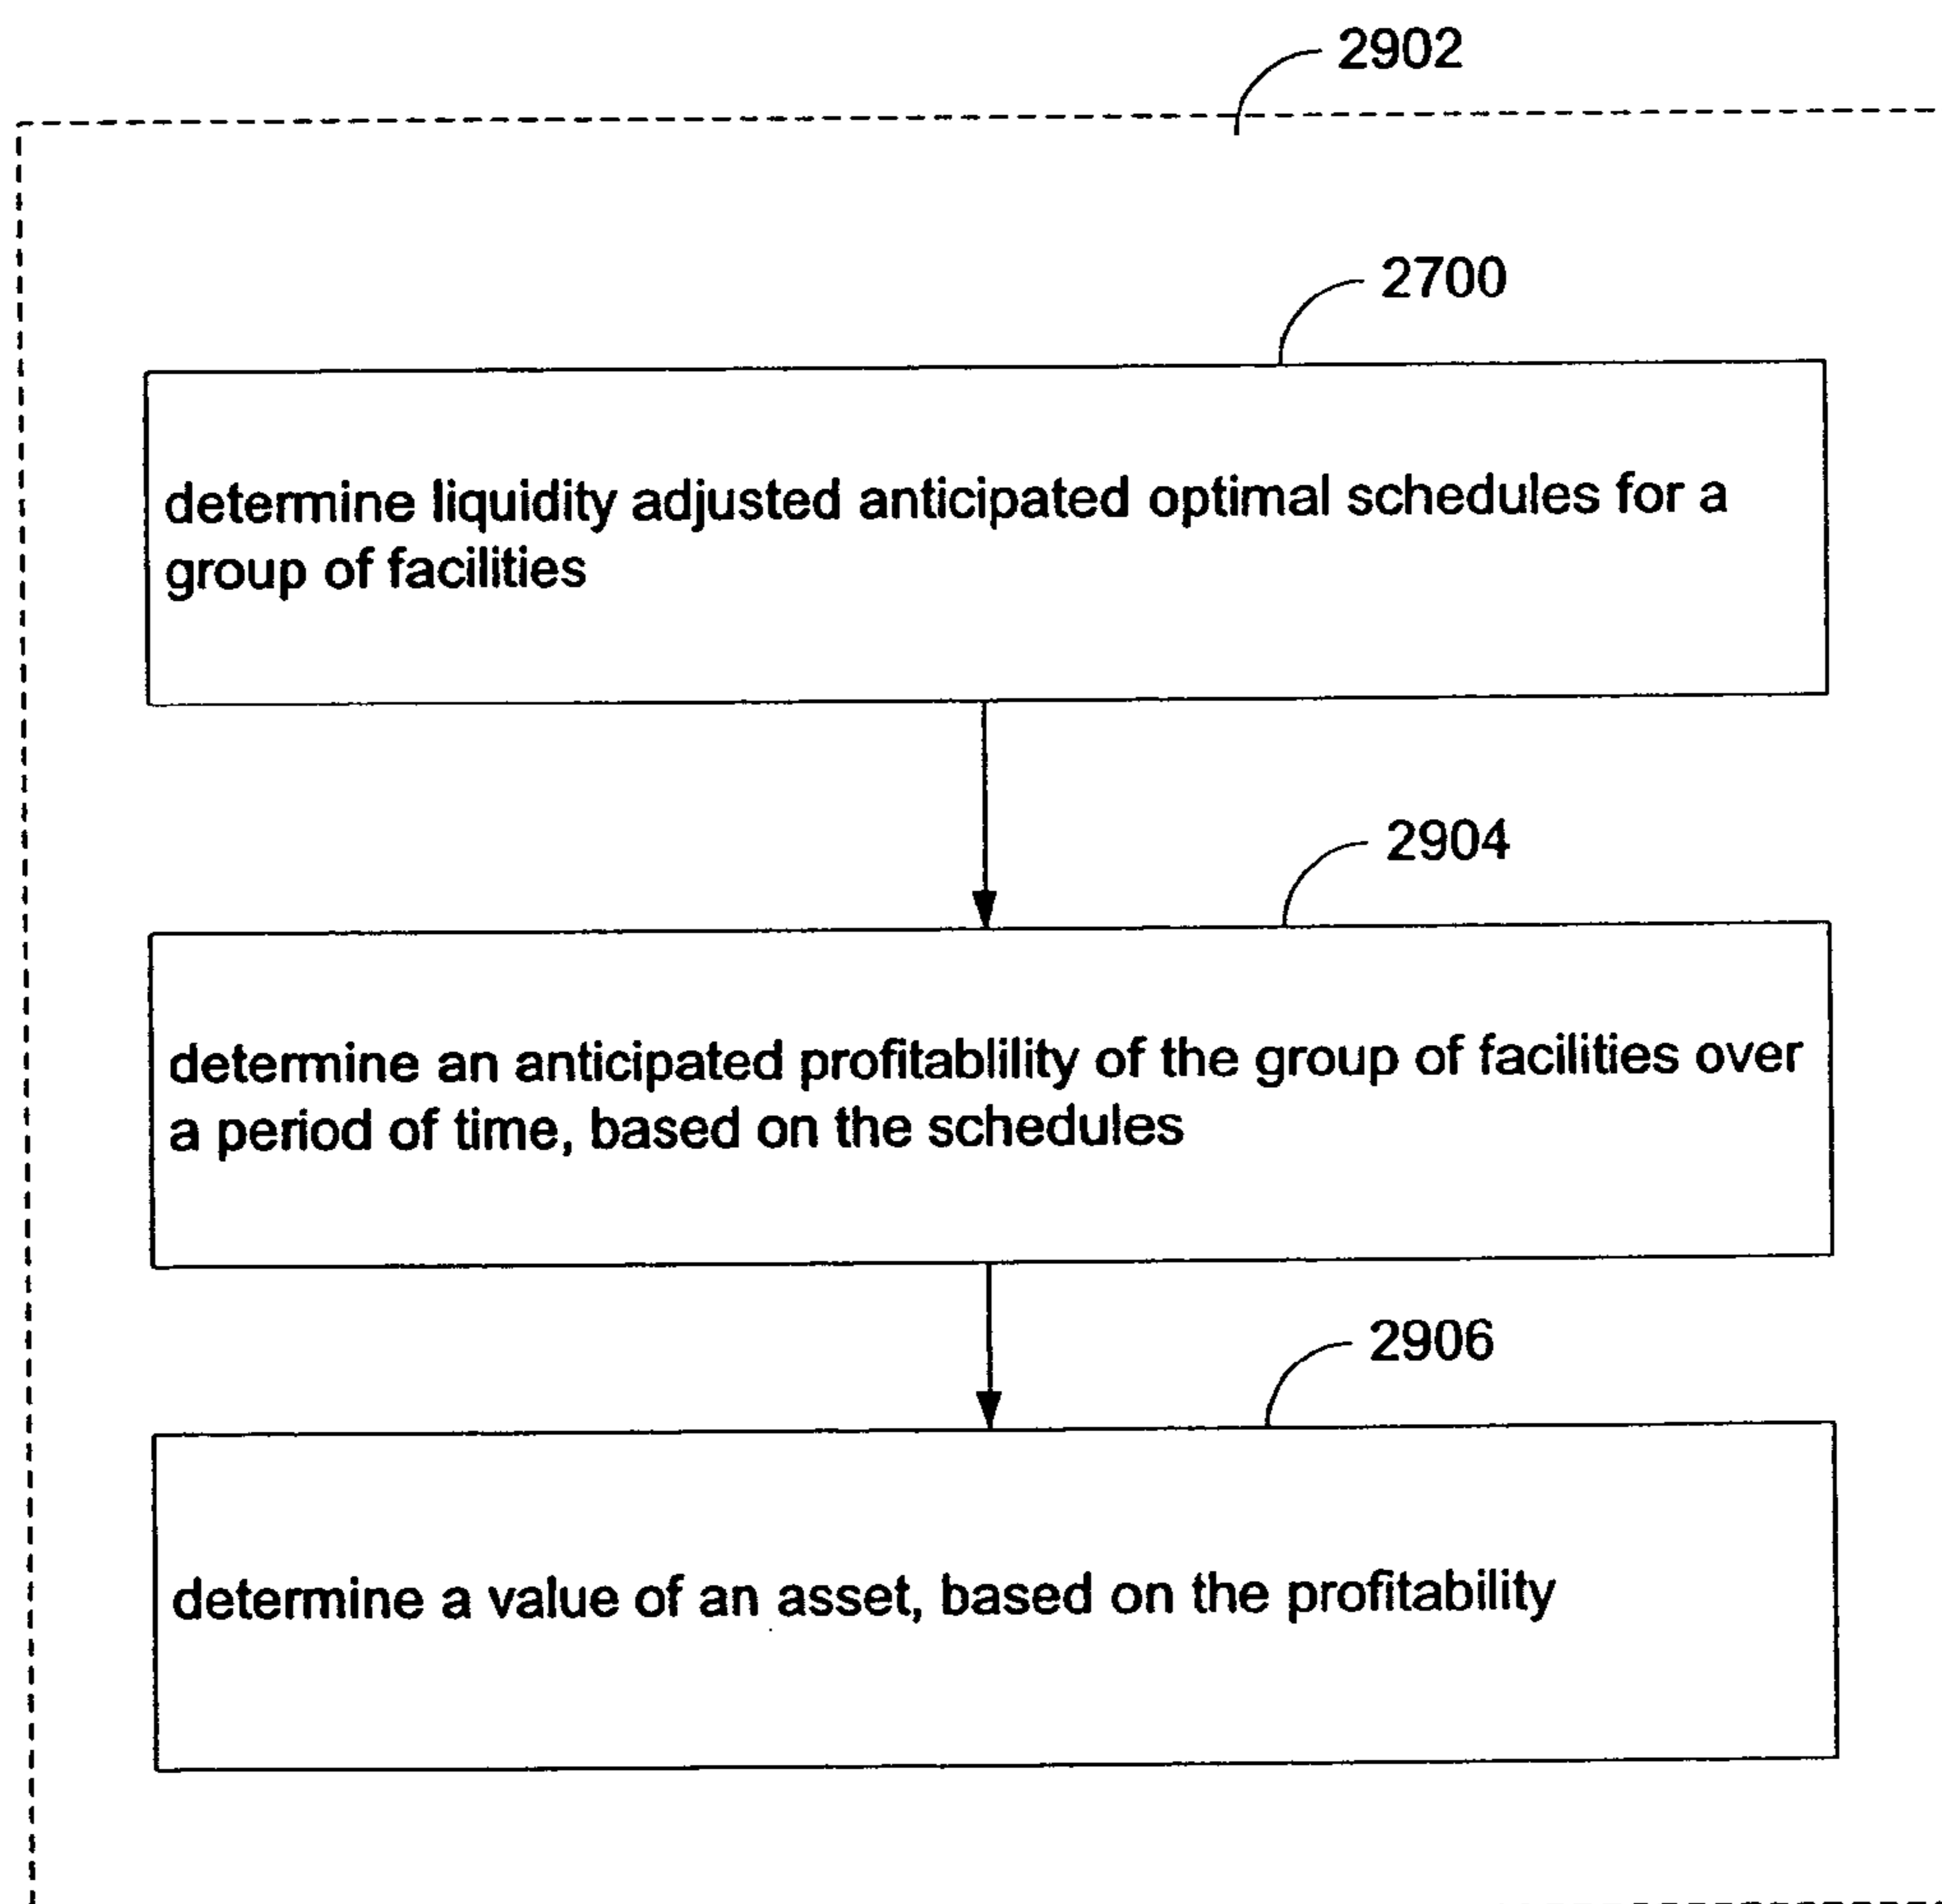 2902
2700
determine liquidity adjusted anticipated optimal schedules for a
group of facilities
2904
determine an anticipated profitablility of the group of facilities over
a period of time, based on the schedules
2906
determine a value of an asset, based on the profitability